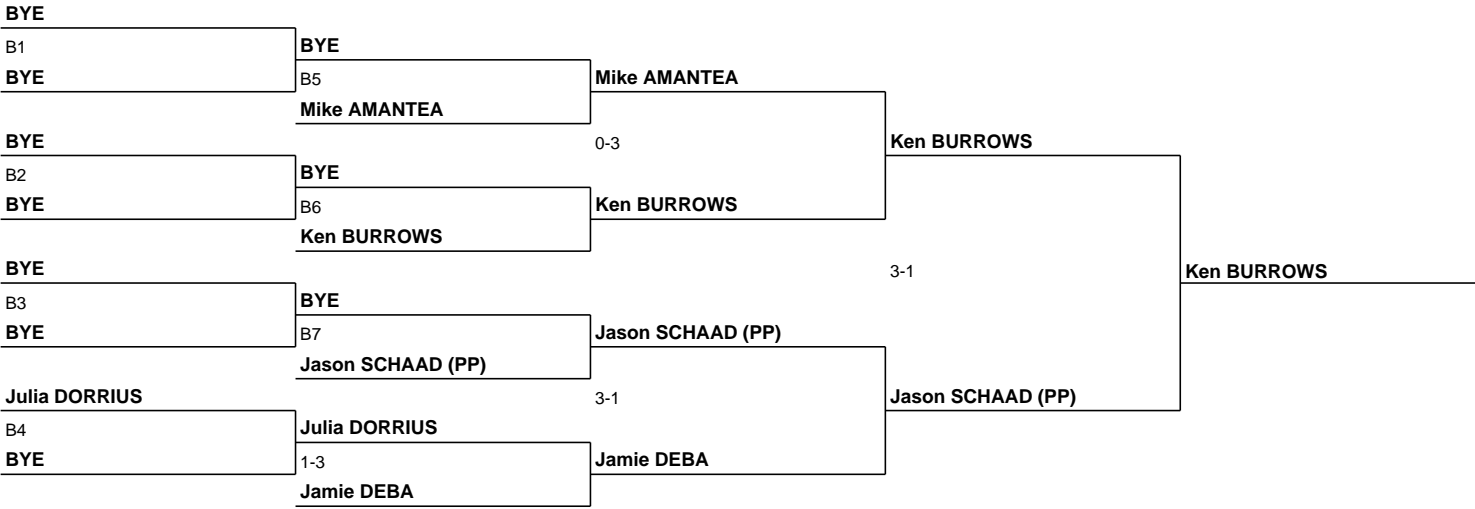 BYE
B1
BYE
BYE
B5
Mike AMANTEA
Mike AMANTEA
BYE
0-3
Ken BURROWS
B2
BYE
BYE
B6
Ken BURROWS
Ken BURROWS
BYE
3-1
Ken BURROWS
B3
BYE
BYE
B7
Jason SCHAAD (PP)
Jason SCHAAD (PP)
Julia DORRIUS
3-1
Jason SCHAAD (PP)
B4
Julia DORRIUS
BYE
1-3
Jamie DEBA
Jamie DEBA